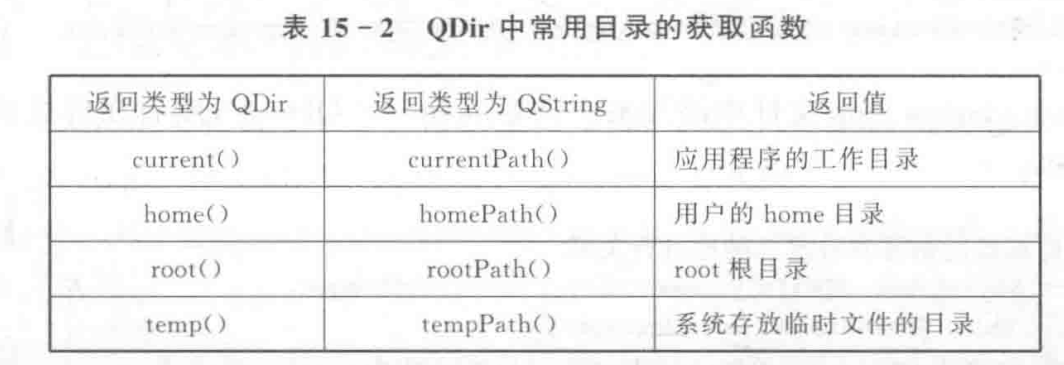 表 15-2 QDir 中常用目录的获取函数
返回类型为 QDir 返回类型为 QString 返回值
current() currentPath() 应用程序的工作目录
home() homePath() 用户的 home 目录
root() rootPath() root 根目录
temp() tempPath() 系统存放临时文件的目录